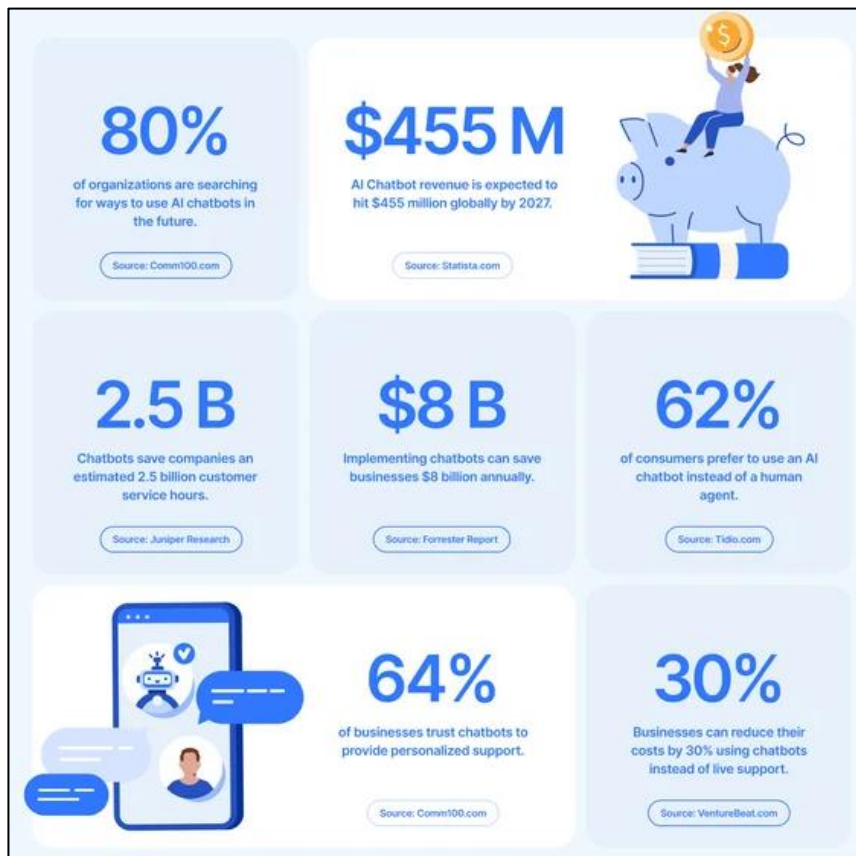 80%
of organizations are searching
for ways to use AI chatbots in
the future.
Source: Comm100.com
$455 M
AI Chatbot revenue is expected to
hit $455 million globally by 2027.
Source: Statista.com
$
2.5 B
Chatbots save companies an
estimated 2.5 billion customer
service hours.
Source: Juniper Research
$8 B
Implementing chatbots can save
businesses $8 billion annually.
Source: Forrester Report
62%
of consumers prefer to use an AI
chatbot instead of a human
agent.
Source: Tidio.com
64%
of businesses trust chatbots to
provide personalized support.
Source: Comm100.com
30%
Businesses can reduce their
costs by 30% using chatbots
instead of live support.
Source: VentureBeat.com